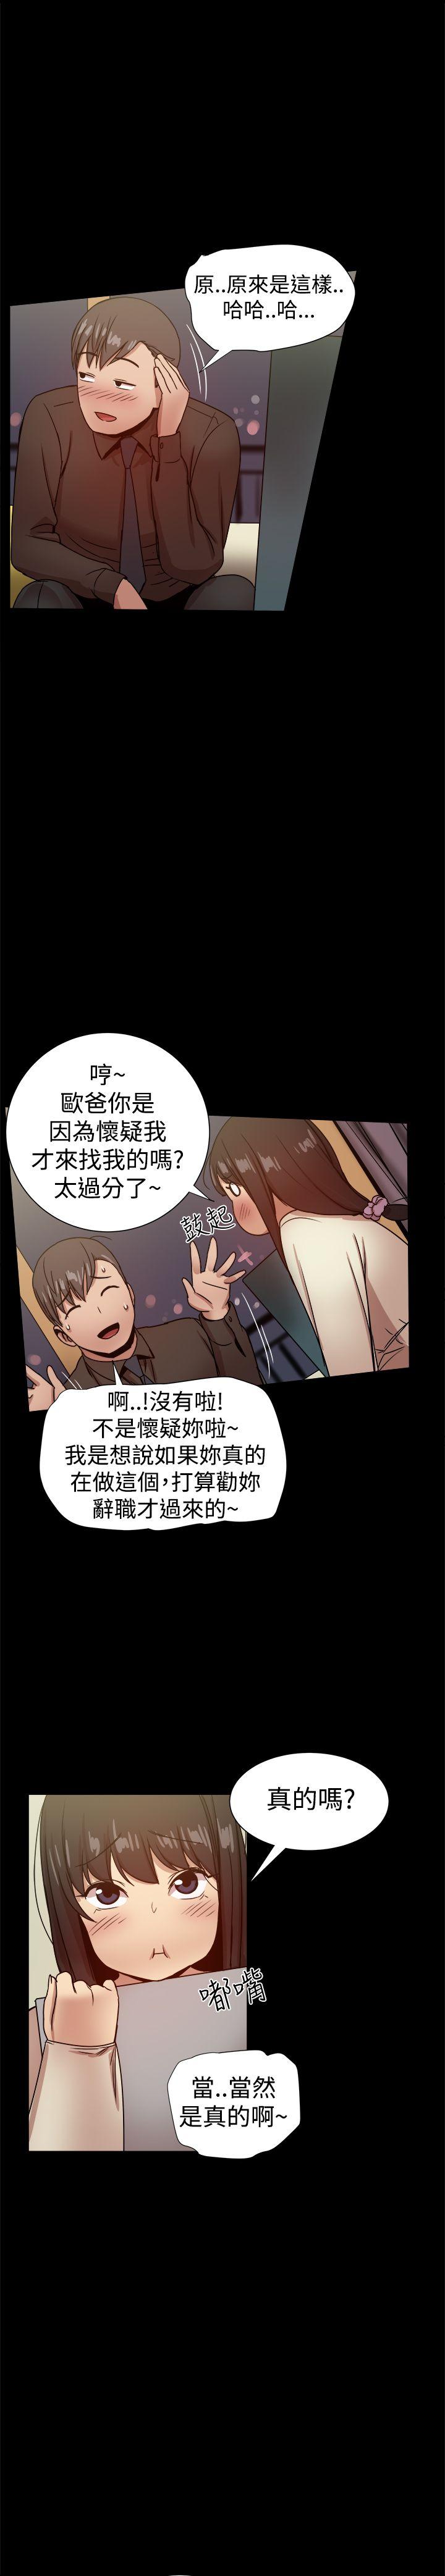 原..原來是這樣..
哈哈..哈...
哼~
歐爸你是
因為懷疑我
才來找我的嗎?
太過分了~
鼓起
啊..!沒有啦!
不是懷疑妳啦~
我是想說如果妳真的
在做這個,打算勸妳
辭職才過來的~
真的嗎?
嘟嘴
當..當然
是真的啊~